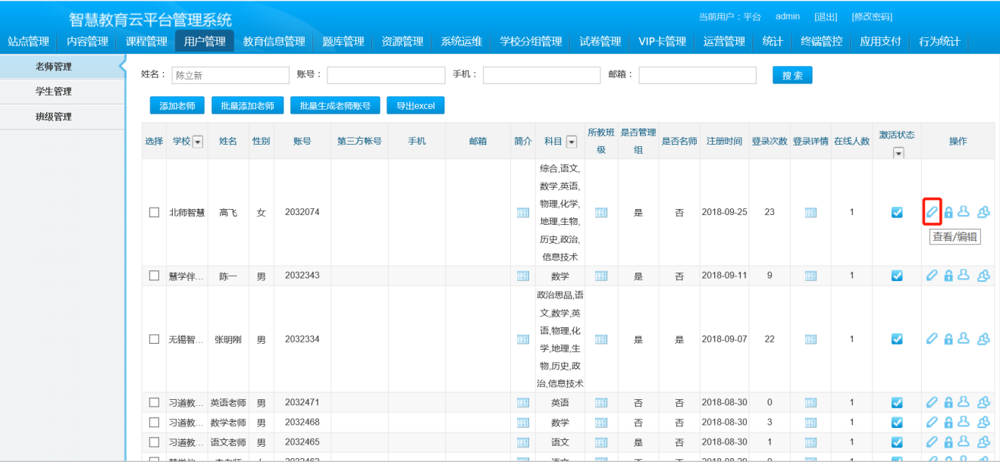 智慧教育云平台管理系统
当前用户：平台 admin [退出] [修改密码]
站点管理 内容管理 课程管理 用户管理 教育信息管理 题库管理 资源管理 系统运维 学校分组管理 试卷管理 VIP卡管理 运营管理 统计 终端管控 应用支付 行为统计
老师管理
学生管理
班级管理
姓名： 陈立新 账号： 手机： 邮箱： 搜 索
添加老师 批量添加老师 批量生成老师账号 导出excel
选择 学校 姓名 性别 账号 第三方帐号 手机 邮箱 简介 科目 所教班级 是否管理组 是否名师 注册时间 登录次数 登录详情 在线人数 激活状态 操作
综合,语文,
数学,英语,
物理,化学,
北师智慧 高飞 女 2032074 是 否 2018-09-25 23 1
地理,生物,
历史,政治,
信息技术
查看/编辑
慧学伴... 陈一 男 2032343 数学 是 否 2018-09-11 9 1
政治思品,语
文,数学,英
语,物理,化
无锡智... 张明刚 男 2032334 是 是 2018-09-07 22 1
学,地理,生
物,历史,政
治,信息技术
习道教... 英语老师 男 2032471 英语 否 否 2018-08-30 0 1
习道教... 数学老师 男 2032468 数学 否 否 2018-08-30 3 1
习道教... 语文老师 男 2032465 语文 是 否 2018-08-30 1 1